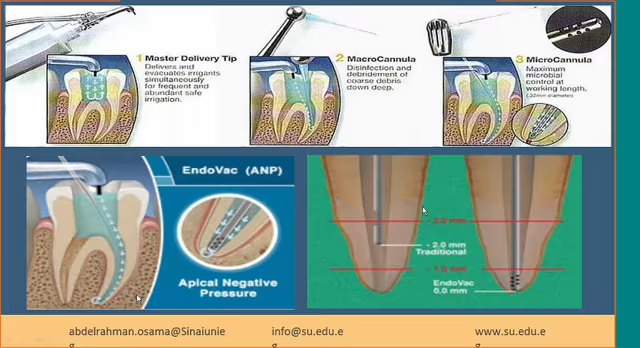 1 Master Delivery Tip
Delivers and
evacuates irrigants
simultaneously
for frequent and
abundant safe
irrigation.
2 MacroCannula
Disinfection and
debridement of
coarse debris
down deep.
3 MicroCannula
Maximum
microbial
control at
working length.
(.32mm diameter)
EndoVac (ANP)
Apical Negative
Pressure
-3.0 mm
- 2.0 mm
Traditional
- 1.0 mm
EndoVac
0.0 mm
abdelrahman.osama@Sinaiunie
g
info@su.edu.e
g
www.su.edu.e
g